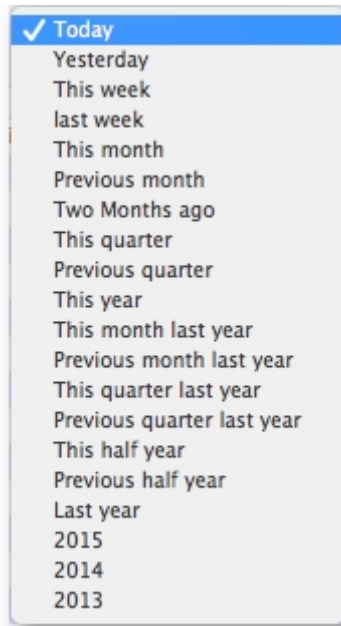 Today
Yesterday
This week
last week
This month
Previous month
Two Months ago
This quarter
Previous quarter
This year
This month last year
Previous month last year
This quarter last year
Previous quarter last year
This half year
Previous half year
Last year
2015
2014
2013